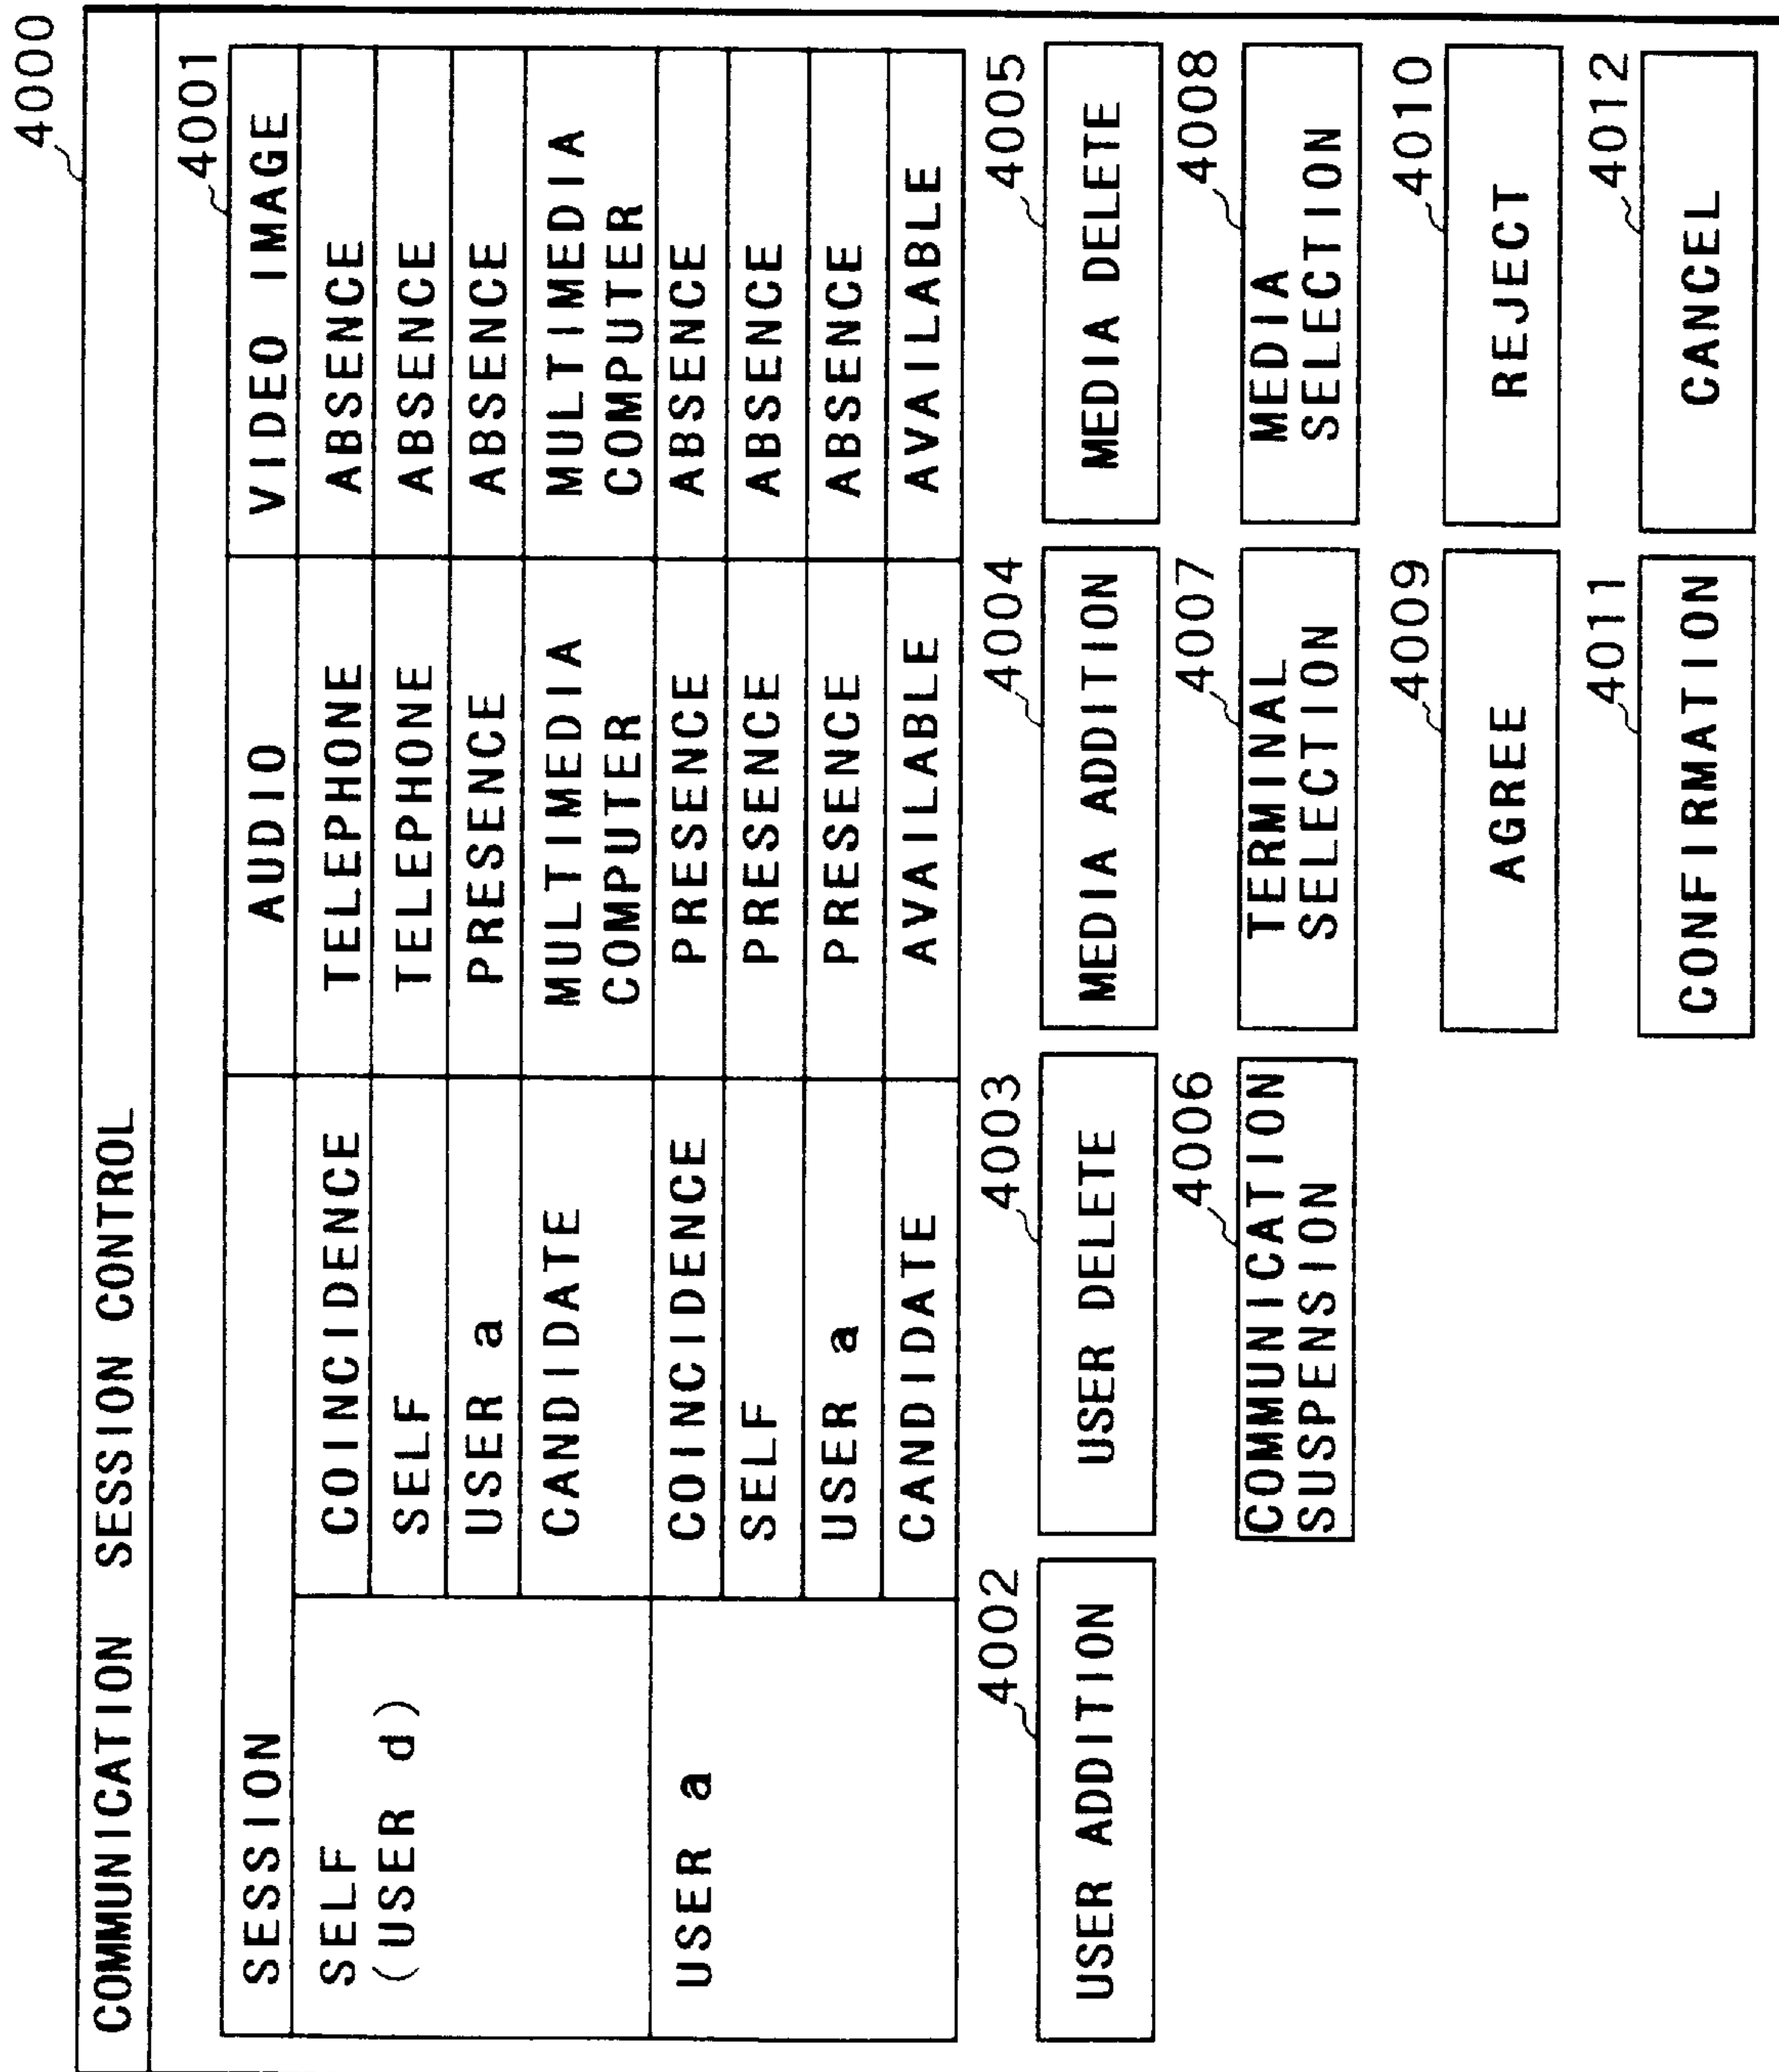 4000
COMMUNICATION SESSION CONTROL
4001
SESSION AUDIO VIDEO IMAGE
SELF
(USER d)
COINCIDENCE TELEPHONE ABSENCE
SELF TELEPHONE ABSENCE
USER a PRESENCE ABSENCE
CANDIDATE MULTIMEDIA
COMPUTER MULTIMEDIA
COMPUTER
USER a
COINCIDENCE PRESENCE ABSENCE
SELF PRESENCE ABSENCE
USER a PRESENCE ABSENCE
CANDIDATE AVAILABLE AVAILABLE
4002 4003 4004 4005
USER ADDITION USER DELETE MEDIA ADDITION MEDIA DELETE
4006 4007 4008
COMMUNICATION
SUSPENSION
TERMINAL
SELECTION
MEDIA
SELECTION
4009 4010
AGREE REJECT
4011 4012
CONFIRMATION CANCEL